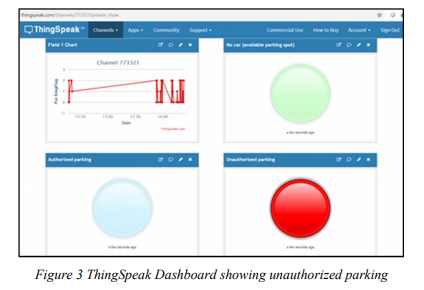 thingspeak.com/channels/773321/private_show
ThingSpeak™ Channels Apps Community Support Commercial Use How to Buy Account Sign Out
Field 1 Chart
Channel 773321
12:30 13:00 14:00
Date
ThingSpeak.com
No car (available parking spot)
a few seconds ago
Authorized parking
a few seconds ago
Unauthorized parking
a few seconds ago
Figure 3 ThingSpeak Dashboard showing unauthorized parking